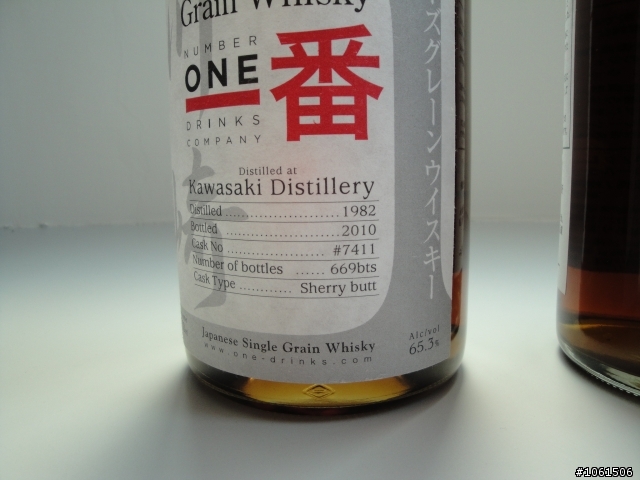 Grain Whisky
NUMBER
ONE
DRINKS
COMPANY
番
Distilled at
Kawasaki Distillery
Distilled ........................... 1982
Bottled ........................... 2010
Cask No ...................... #7411
Number of bottles ...... 669bts
Cask Type ............ Sherry butt
Japanese Single Grain Whisky
www.one-drinks.com
ズグレーンウイスキー
Alc/vol
65.3%
#1061506